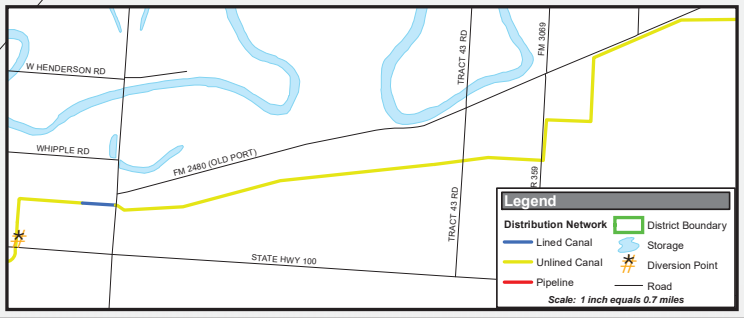 W HENDERSON RD
WHIPPLE RD
FM 2480 (OLD PORT)
TRACT 43 RD
FM 3069
TRACT 43 RD
R 359
STATE HWY 100
Legend
Distribution Network
Lined Canal
Unlined Canal
Pipeline
District Boundary
Storage
Diversion Point
Road
Scale: 1 inch equals 0.7 miles